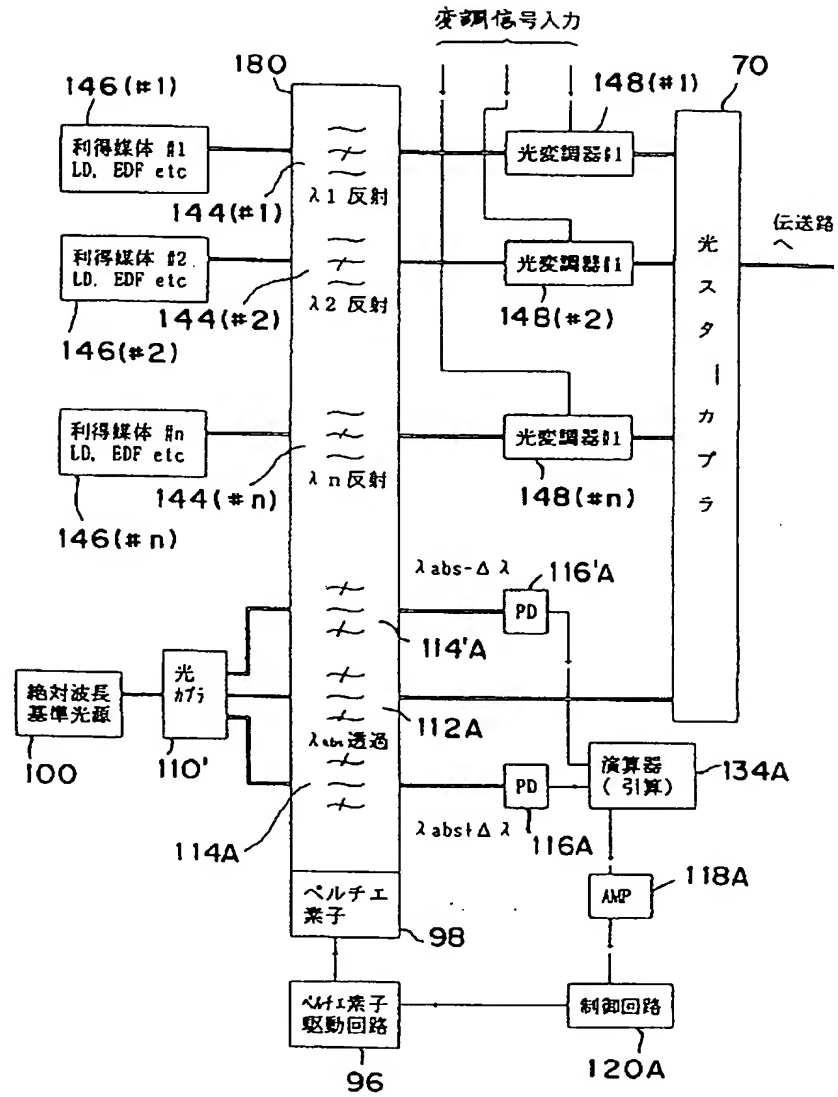 変調信号入力
180
70
146(#1)
148(#1)
利得媒体 #1
LD. EDF etc
光変調器#1
144(#1)
λ1反射
伝送路
へ
利得媒体 #2
LD. EDF etc
光変調器#1
光スターカプラ
144(#2)
λ2反射
148(#2)
146(#2)
利得媒体 #n
LD. EDF etc
光変調器#1
144(#n)
λn反射
148(#n)
146(#n)
λabs-Δλ
116'A
PD
114'A
光
カプラ
絶対波長
基準光源
112A
100
110'
λabs透過
演算器
(引算)
134A
PD
114A
λabs+Δλ
116A
118A
AMP
ペルチエ
素子
98
ペルチエ素子
駆動回路
制御回路
96
120A